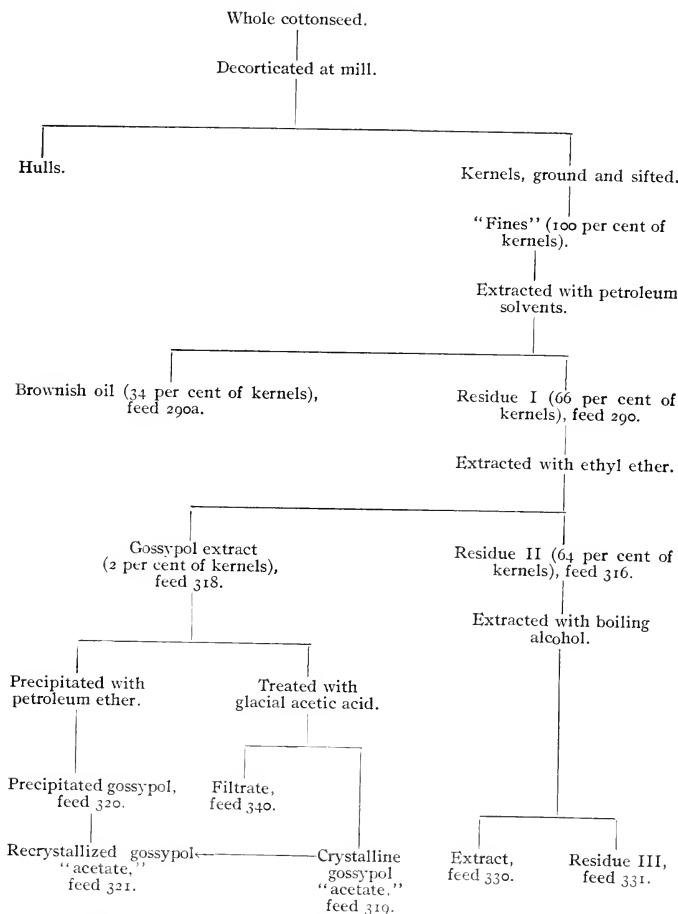 Whole cottonseed.
Decorticated at mill.
Hulls.
Kernels, ground and sifted.
"Fines" (100 per cent of
kernels).
Extracted with petroleum
solvents.
Brownish oil (34 per cent of kernels),
feed 290a.
Residue I (66 per cent of
kernels), feed 290.
Extracted with ethyl ether.
Gossypol extract
(2 per cent of kernels),
feed 318.
Residue II (64 per cent of
kernels), feed 316.
Extracted with boiling
alcohol.
Precipitated with
petroleum ether.
Treated with
glacial acetic acid.
Precipitated gossypol,
feed 320.
Filtrate,
feed 340.
Recrystallized gossypol
"acetate,"
feed 321.
Crystalline
gossypol
"acetate,"
feed 319.
Extract,
feed 330.
Residue III,
feed 331.